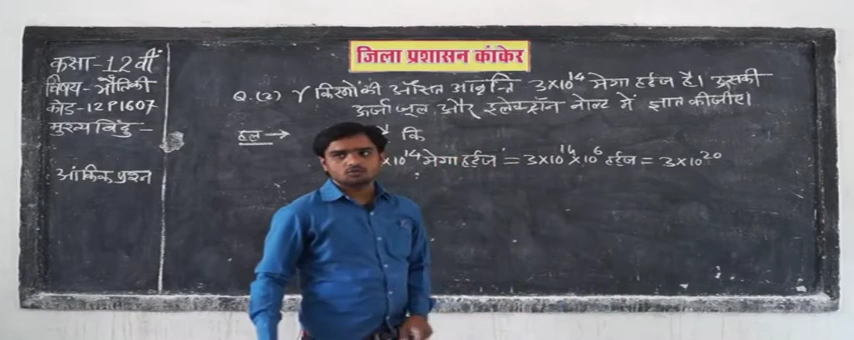 जिला प्रशासन कांकेर
कक्षा-12वीं
विषय- भौतिकी
कोड-12P1607
मुख्य बिंदु -
आंकिक प्रश्न
Q.(2) γ किरणों की औसत आवृत्ति 3×10¹⁴ मेगा हर्ट्ज है। उसकी
ऊर्जा जूल और इलेक्ट्रॉन वोल्ट में ज्ञात कीजीए।
हल→ है कि
×10¹⁴ मेगा हर्ट्ज = 3×10¹⁴×10⁶ हर्ट्ज = 3×10²⁰